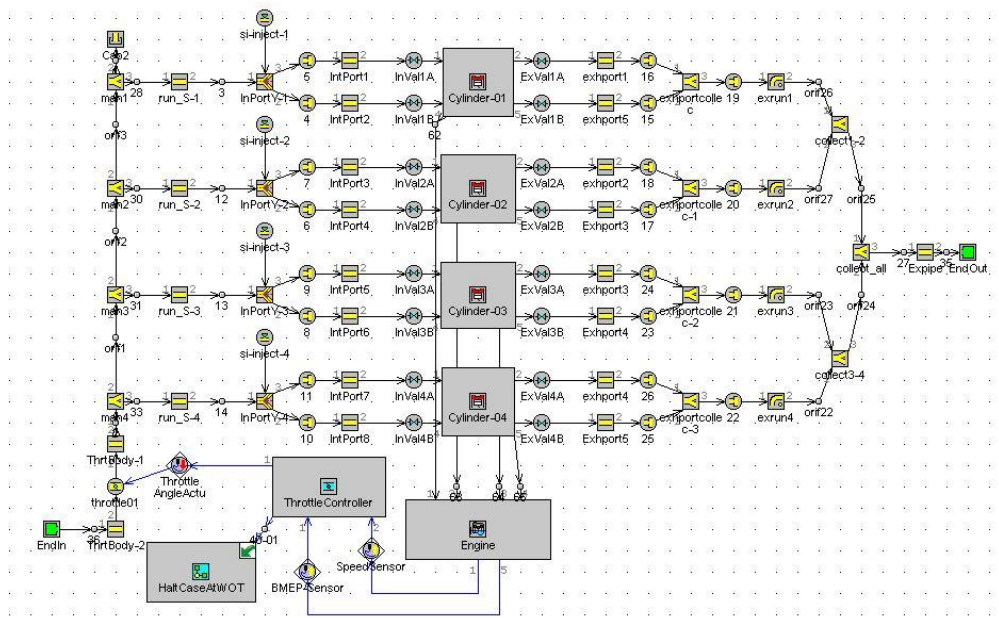 si-inject-1
Cap2
man1 28 run_S-1 3 InPortY-1
5 IntPort1 InVal1A
4 IntPort2 InVal1B
Cylinder-01
ExVal1A exhport1 16
ExVal1B exhport5 15
exhportcolle
c
19 exrun1 orif26
62
orif3
si-inject-2
collect1-2
man2 30 run_S-2 12 InPortY-2
7 IntPort3 InVal2A
6 IntPort4 InVal2B
Cylinder-02
ExVal2A exhport2 18
ExVal2B exhport3 17
exhportcolle
c-1
20 exrun2 orif27 orif25
orif2
si-inject-3
collect_all 27 Expipe 35 EndOut
man3 31 run_S-3 13 InPortY-3
9 IntPort5 InVal3A
8 IntPort6 InVal3B
Cylinder-03
ExVal3A exhport3 24
ExVal3B Exhport4 23
exhportcolle
c-2
21 exrun3 orif23 orif24
orif1
si-inject-4
collect3-4
man4 33 run_S-4 14 InPortY-4
11 IntPort7 InVal4A
10 IntPort8 InVal4B
Cylinder-04
ExVal4A exhport4 26
ExVal4B Exhport5 25
exhportcolle
c-3
22 exrun4 orif22
ThrtBody-1
Throttle
AngleActu
throttle01
ThrottleController
64
EndIn 36 ThrtBody-2
Engine
SpeedSensor
HaltCaseAtWOT
BMEP-Sensor